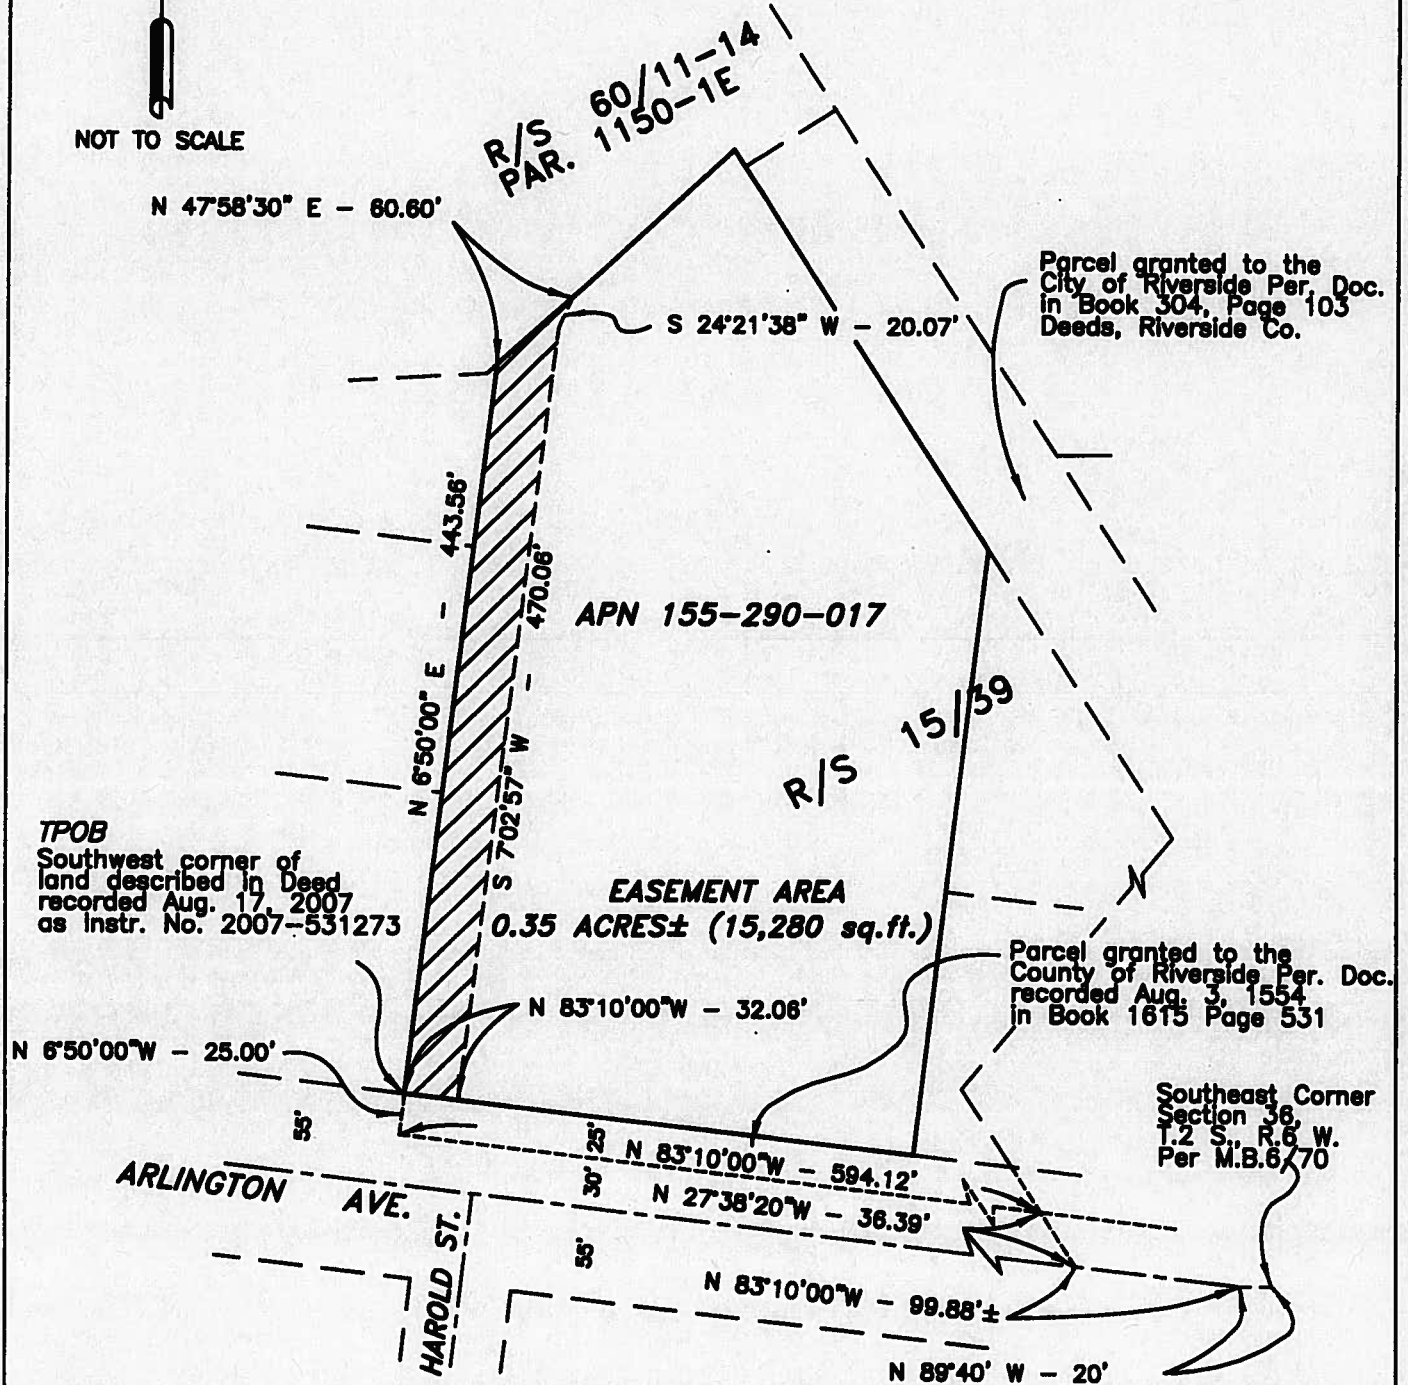 NOT TO SCALE
R/S 60/11-14
PAR. 1150-1E
N 47°58'30" E - 60.60'
Parcel granted to the
City of Riverside Per. Doc.
in Book 304, Page 103
Deeds, Riverside Co.
S 24°21'38" W - 20.07'
N 6°50'00" E - 443.56'
S 7°02'57" W - 470.06'
APN 155-290-017
R/S 15/39
TPOB
Southwest corner of
land described in Deed
recorded Aug. 17, 2007
as Instr. No. 2007-531273
EASEMENT AREA
0.35 ACRES± (15,280 sq.ft.)
Parcel granted to the
County of Riverside Per. Doc.
recorded Aug. 3, 1554
in Book 1615 Page 531
N 83°10'00"W - 32.06'
N 6°50'00"W - 25.00'
Southeast Corner
Section 36,
T.2 S., R.6 W.
Per M.B.6/70
55'
25'
N 83°10'00"W - 594.12'
30'
N 27°38'20"W - 36.39'
ARLINGTON AVE.
HAROLD ST.
55'
N 83°10'00"W - 99.88'±
N 89°40' W - 20'